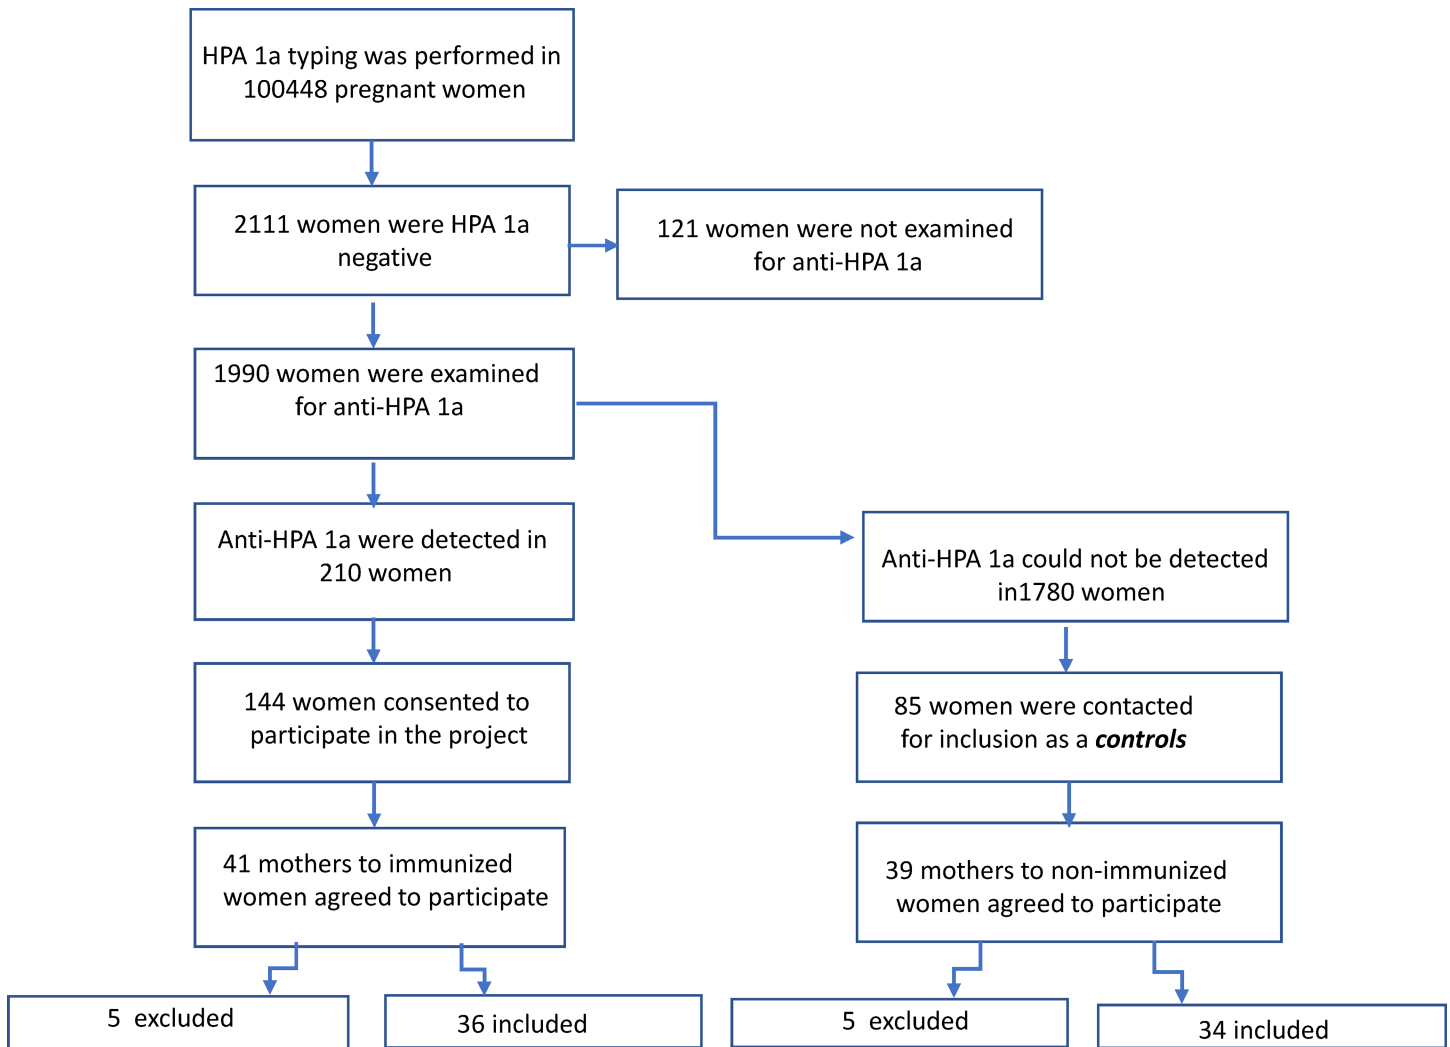 HPA 1a typing was performed in
100448 pregnant women
2111 women were HPA 1a
negative
121 women were not examined
for anti-HPA 1a
1990 women were examined
for anti-HPA 1a
Anti-HPA 1a were detected in
210 women
Anti-HPA 1a could not be detected
in1780 women
144 women consented to
participate in the project
85 women were contacted
for inclusion as a controls
41 mothers to immunized
women agreed to participate
39 mothers to non-immunized
women agreed to participate
5 excluded
36 included
5 excluded
34 included